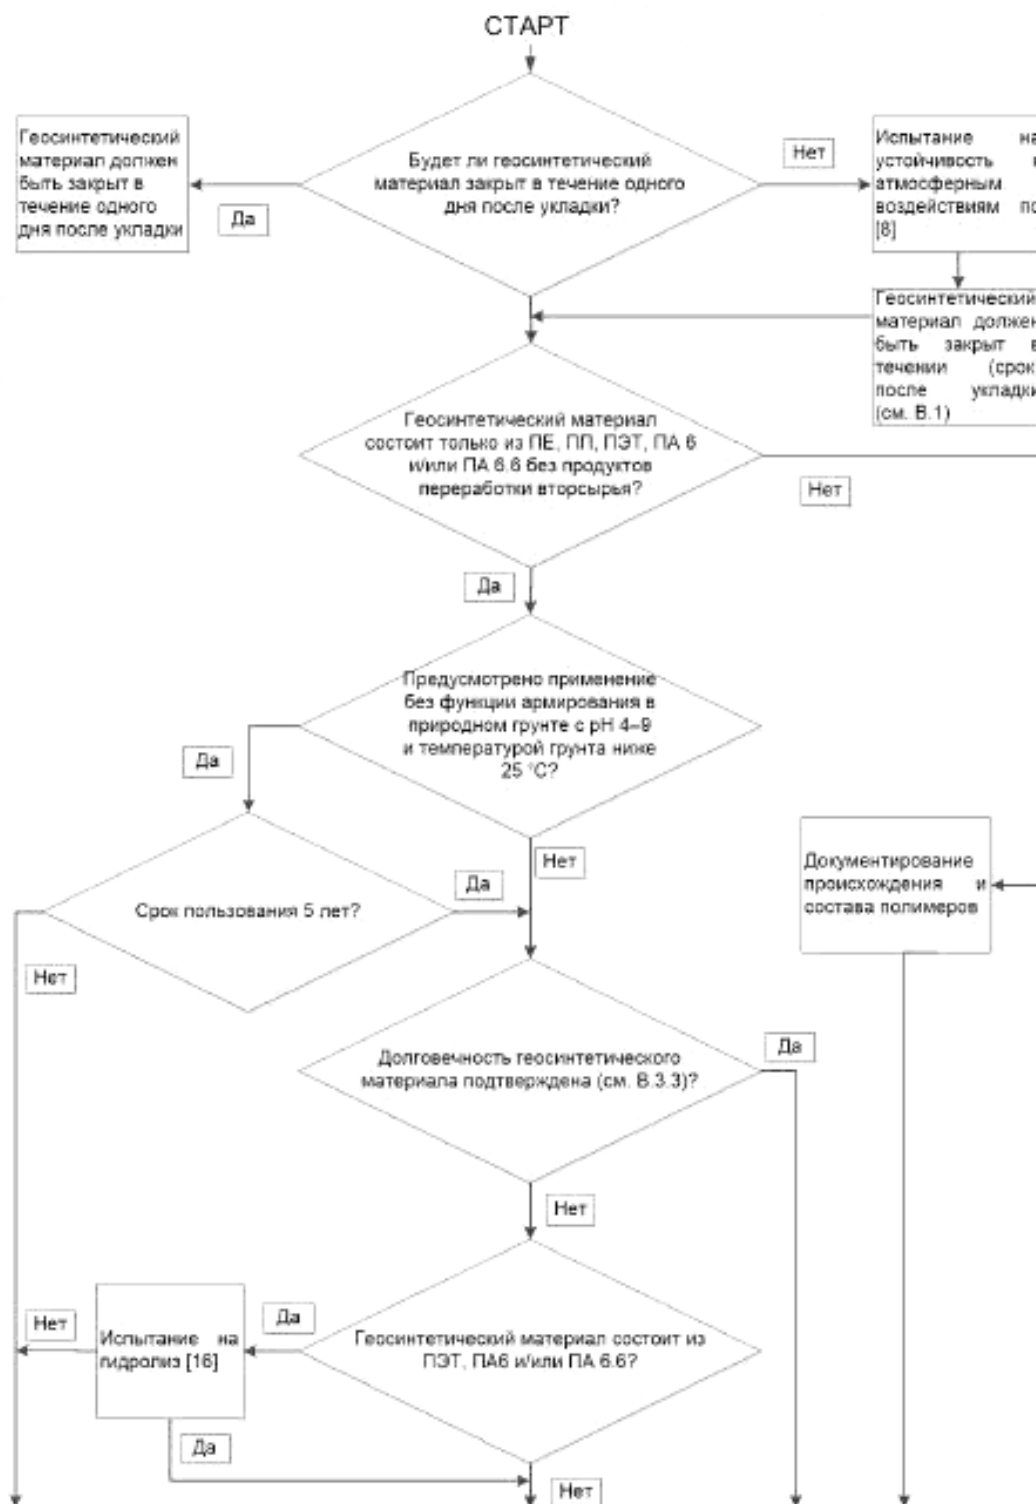 СТАРТ
Геосинтетический
материал должен
быть закрыт в
течение одного
дня после укладки
Да
Будет ли геосинтетический
материал закрыт в течение одного
дня после укладки?
Нет
Испытание на
устойчивость
атмосферным
воздействиям по
[8]
Геосинтетический
материал должен
быть закрыт в
течении (срок
после укладки
(см. В.1)
Геосинтетический материал
состоит только из ПЕ, ПП, ПЭТ, ПА 6
и/или ПА 6.6 без продуктов
переработки вторсырья?
Нет
Да
Предусмотрено применение
без функции армирования в
природном грунте с рН 4–9
и температурой грунта ниже
25 °С?
Да
Нет
Срок пользования 5 лет?
Да
Нет
Документирование
происхождения и
состава полимеров
Долговечность геосинтетического
материала подтверждена (см. В.3.3)?
Да
Нет
Геосинтетический материал состоит из
ПЭТ, ПА6 и/или ПА 6.6?
Да
Испытание на
гидролиз [16]
Нет
Да
Нет